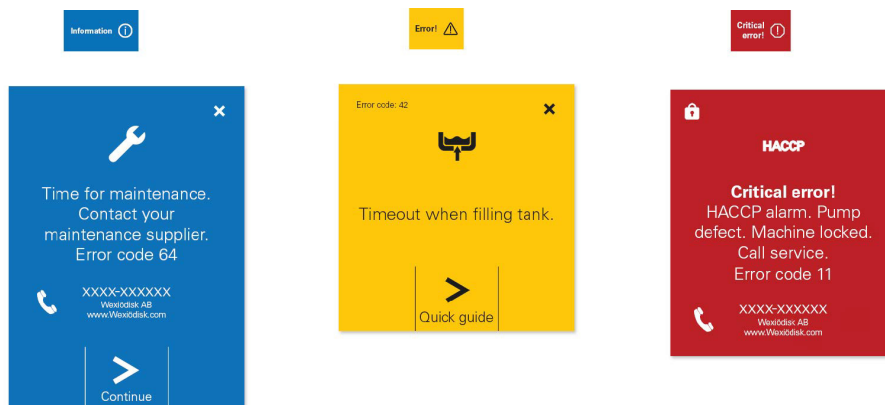 Information
Error!
Critical
error!
Time for maintenance.
Contact your
maintenance supplier.
Error code 64
XXXX-XXXXXX
Wexiödisk AB
www.Wexiödisk.com
Continue
Error code: 42
Timeout when filling tank.
Quick guide
HACCP
Critical error!
HACCP alarm. Pump
defect. Machine locked.
Call service.
Error code 11
XXXX-XXXXXX
Wexiödisk AB
www.Wexiödisk.com